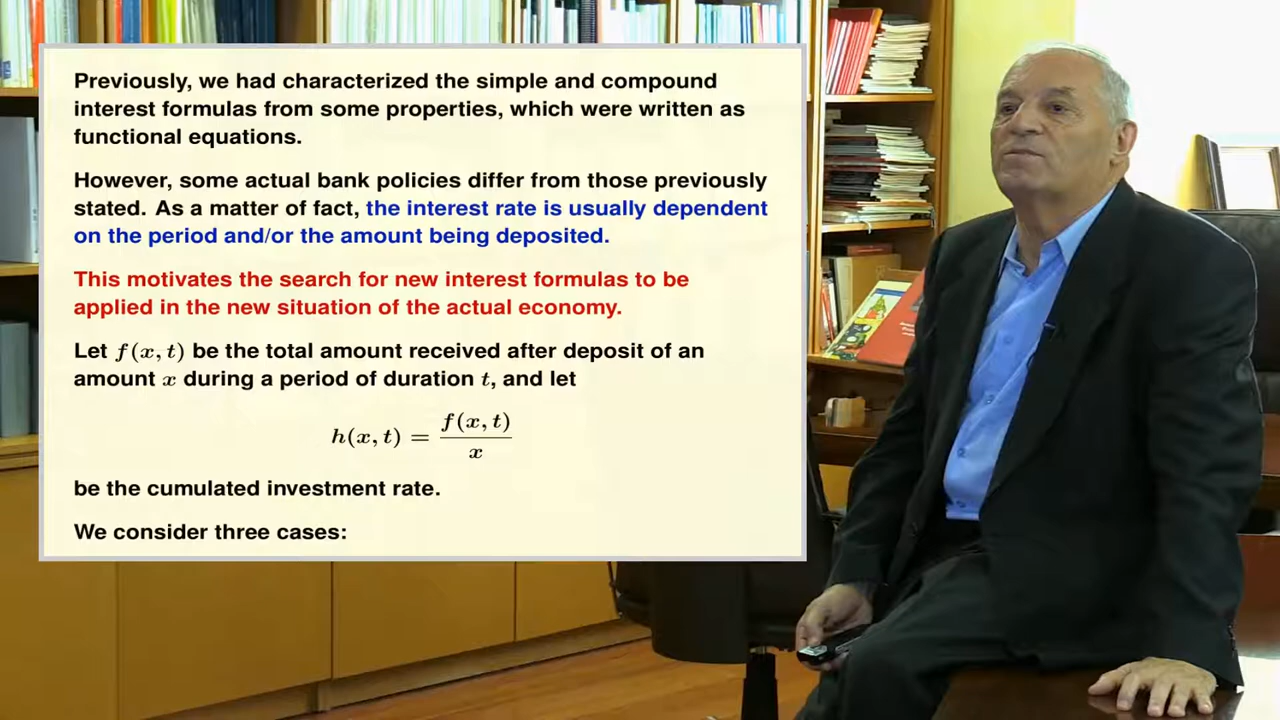 Previously, we had characterized the simple and compound
interest formulas from some properties, which were written as
functional equations.
However, some actual bank policies differ from those previously
stated. As a matter of fact, the interest rate is usually dependent
on the period and/or the amount being deposited.
This motivates the search for new interest formulas to be
applied in the new situation of the actual economy.
Let f(x, t) be the total amount received after deposit of an
amount x during a period of duration t, and let
h(x, t) = f(x, t) / x
be the cumulated investment rate.
We consider three cases: